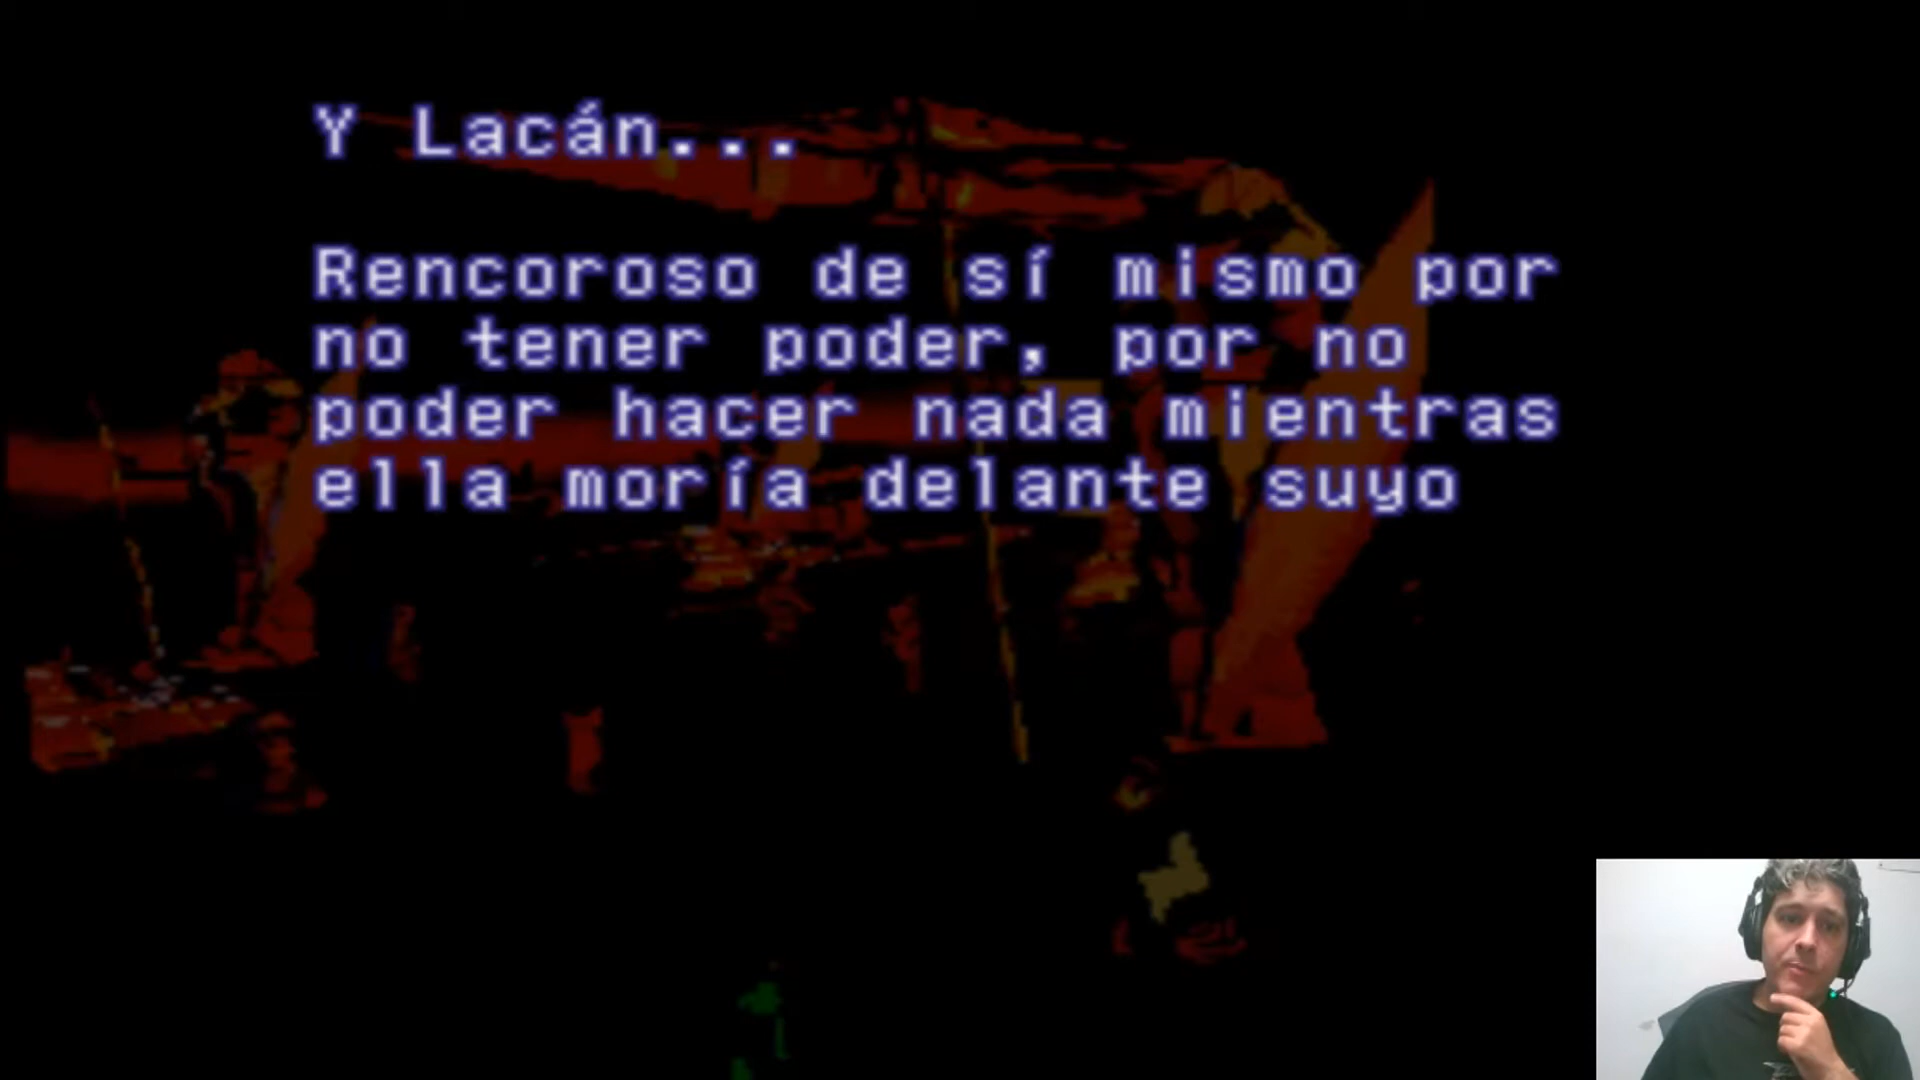 Y Lacán...
Rencoroso de sí mismo por
no tener poder, por no
poder hacer nada mientras
ella moría delante suyo